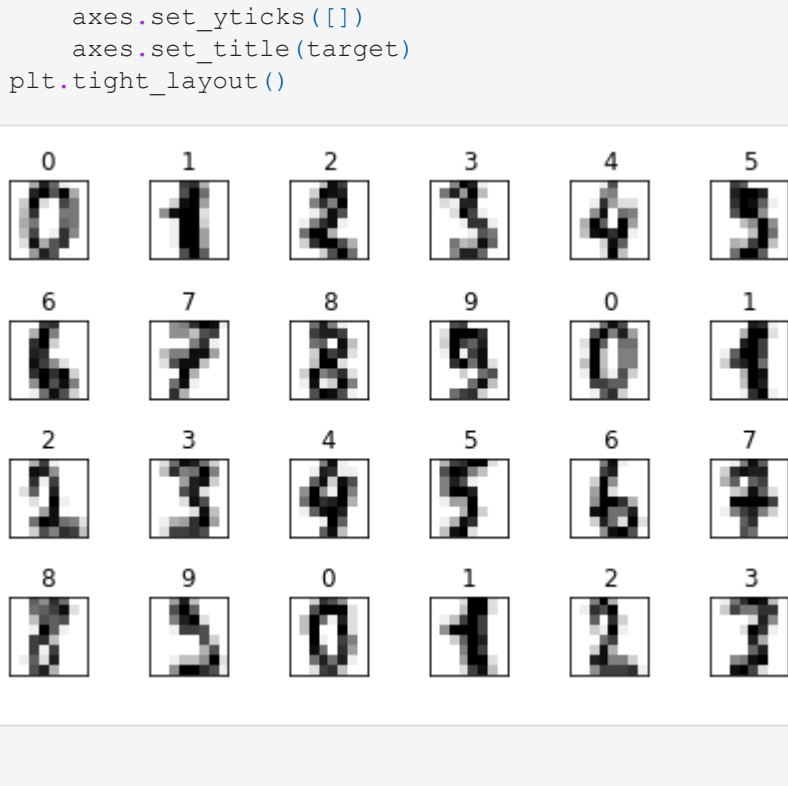 axes.set_yticks([])
axes.set_title(target)
plt.tight_layout()
0 1 2 3 4 5
6 7 8 9 0 1
2 3 4 5 6 7
8 9 0 1 2 3